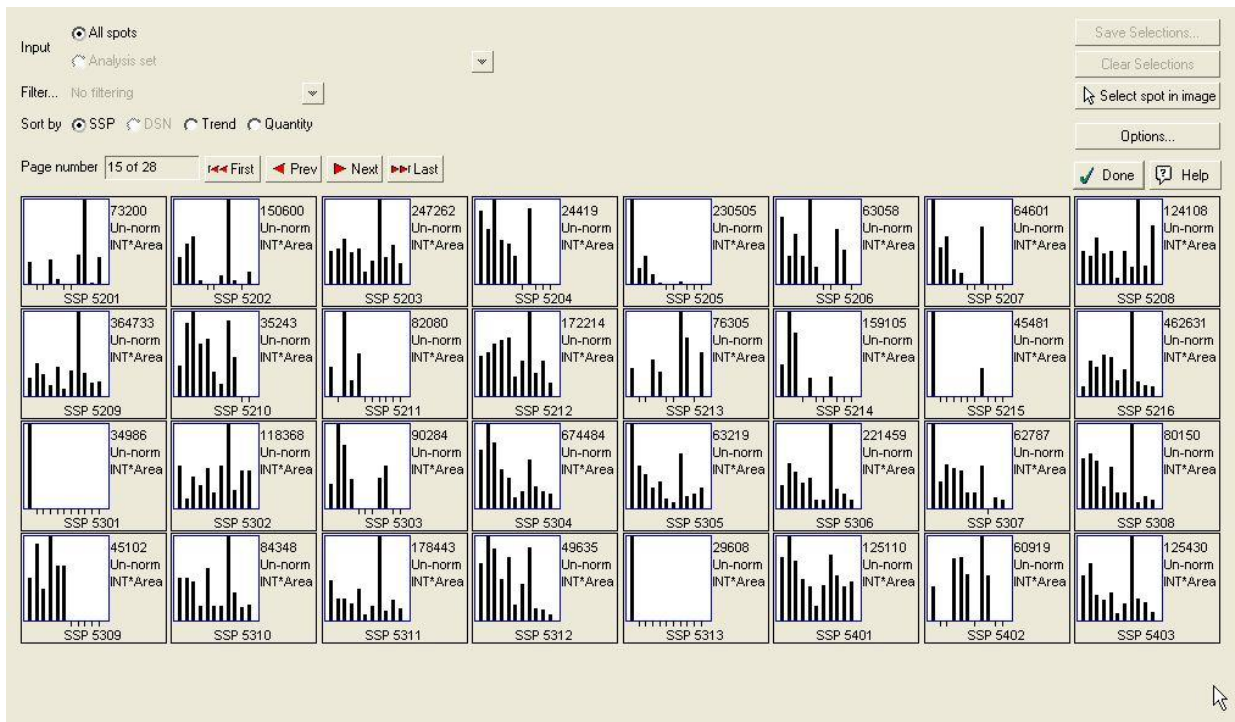 Input All spots
Analysis set
Filter... No filtering
Sort by SSP DSN Trend Quantity
Page number 15 of 28 First Prev Next Last
Save Selections...
Clear Selections
Select spot in image
Options...
Done Help
73200 150600 247262 24419 230505 63058 64601 124108
Un-norm Un-norm Un-norm Un-norm Un-norm Un-norm Un-norm Un-norm
INT*Area INT*Area INT*Area INT*Area INT*Area INT*Area INT*Area INT*Area
SSP 5201 SSP 5202 SSP 5203 SSP 5204 SSP 5205 SSP 5206 SSP 5207 SSP 5208
364733 35243 82080 172214 76305 159105 45481 462631
Un-norm Un-norm Un-norm Un-norm Un-norm Un-norm Un-norm Un-norm
INT*Area INT*Area INT*Area INT*Area INT*Area INT*Area INT*Area INT*Area
SSP 5209 SSP 5210 SSP 5211 SSP 5212 SSP 5213 SSP 5214 SSP 5215 SSP 5216
34986 118368 90284 674484 63219 221459 62787 80150
Un-norm Un-norm Un-norm Un-norm Un-norm Un-norm Un-norm Un-norm
INT*Area INT*Area INT*Area INT*Area INT*Area INT*Area INT*Area INT*Area
SSP 5301 SSP 5302 SSP 5303 SSP 5304 SSP 5305 SSP 5306 SSP 5307 SSP 5308
45102 84348 178443 49635 29608 125110 60919 125430
Un-norm Un-norm Un-norm Un-norm Un-norm Un-norm Un-norm Un-norm
INT*Area INT*Area INT*Area INT*Area INT*Area INT*Area INT*Area INT*Area
SSP 5309 SSP 5310 SSP 5311 SSP 5312 SSP 5313 SSP 5401 SSP 5402 SSP 5403